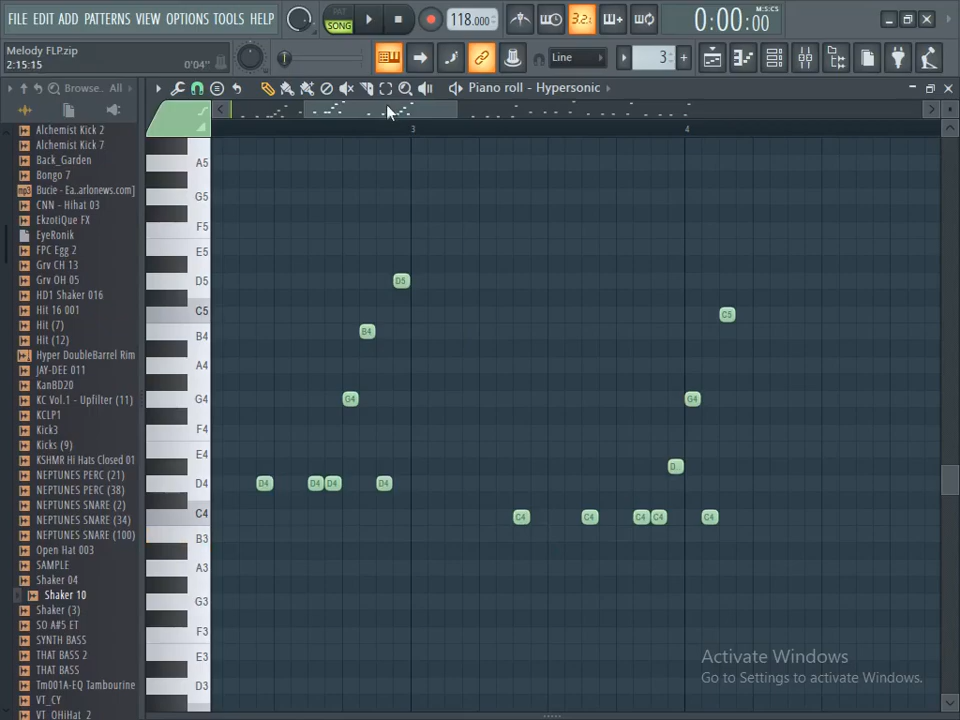 FILE EDIT ADD PATTERNS VIEW OPTIONS TOOLS HELP
PAT
SONG
118.000
3.2.
0:00:00
Melody FLP.zip
2:15:15
0'04"
Line
3
Browse..
All
Piano roll - Hypersonic
3
4
Alchemist Kick 2
Alchemist Kick 7
Back_Garden
Bongo 7
Bucie - Ea..arlonews.com]
CNN - Hihat 03
EkzotiQue FX
EyeRonik
FPC Egg 2
Grv CH 13
Grv OH 05
HD1 Shaker 016
Hit 16 001
Hit (7)
Hit (12)
Hyper DoubleBarrel Rim
JAY-DEE 011
KanBD20
KC Vol.1 - Upfilter (11)
KCLP1
Kick3
Kicks (9)
KSHMR Hi Hats Closed 01
NEPTUNES PERC (21)
NEPTUNES PERC (38)
NEPTUNES SNARE (2)
NEPTUNES SNARE (34)
NEPTUNES SNARE (100)
Open Hat 003
SAMPLE
Shaker 04
Shaker 10
Shaker (3)
SO A#5 ET
SYNTH BASS
THAT BASS 2
THAT BASS
Tm001A-EQ Tambourine
VT_CY
VT_OHiHat_2
A5
G5
F5
E5
D5
C5
B4
A4
G4
F4
E4
D4
C4
B3
A3
G3
F3
E3
D3
D5
C5
B4
G4
G4
D...
D4
D4
D4
D4
C4
C4
C4
C4
C4
Activate Windows
Go to Settings to activate Windows.